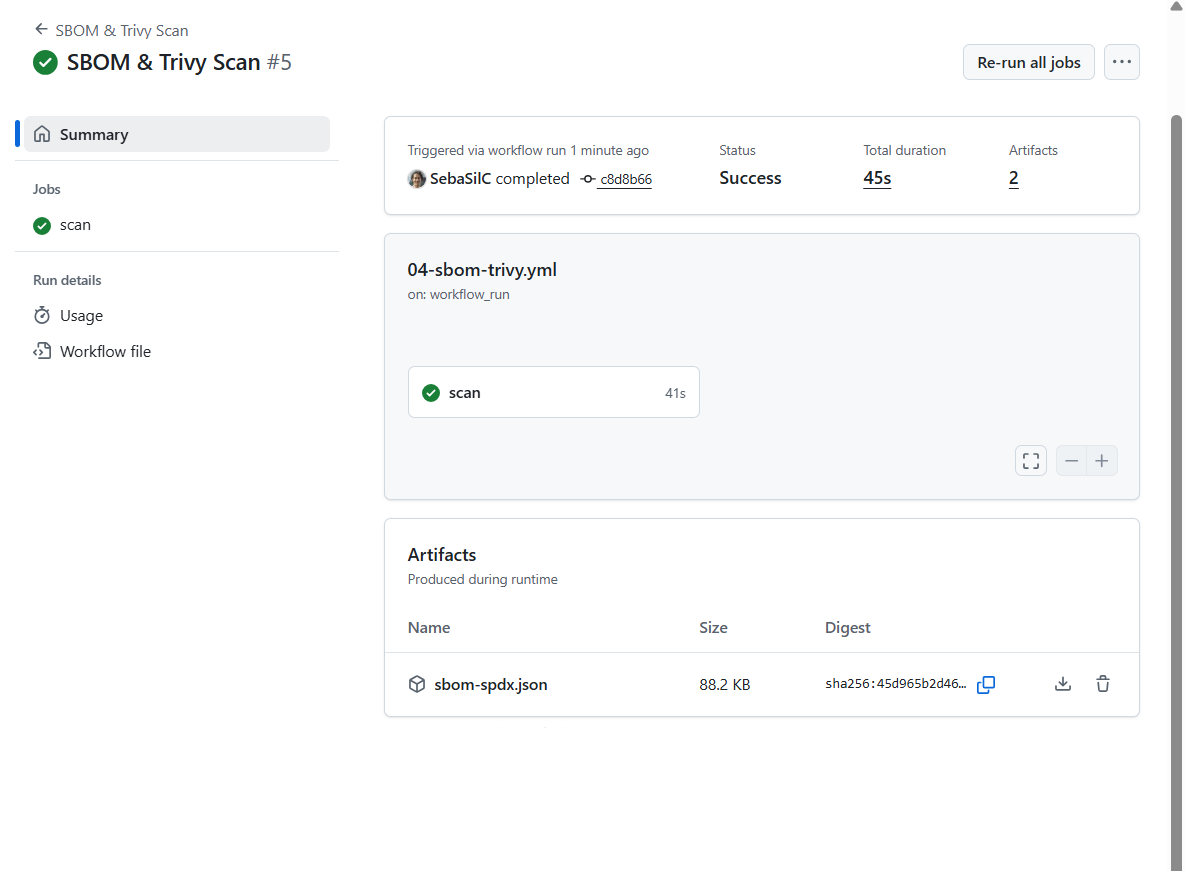 SBOM & Trivy Scan
SBOM & Trivy Scan #5
Re-run all jobs
Summary
Jobs
scan
Run details
Usage
Workflow file
Triggered via workflow run 1 minute ago
SebaSilC completed c8d8b66
Status
Success
Total duration
45s
Artifacts
2
04-sbom-trivy.yml
on: workflow_run
scan 41s
Artifacts
Produced during runtime
Name Size Digest
sbom-spdx.json 88.2 KB sha256:45d965b2d46…